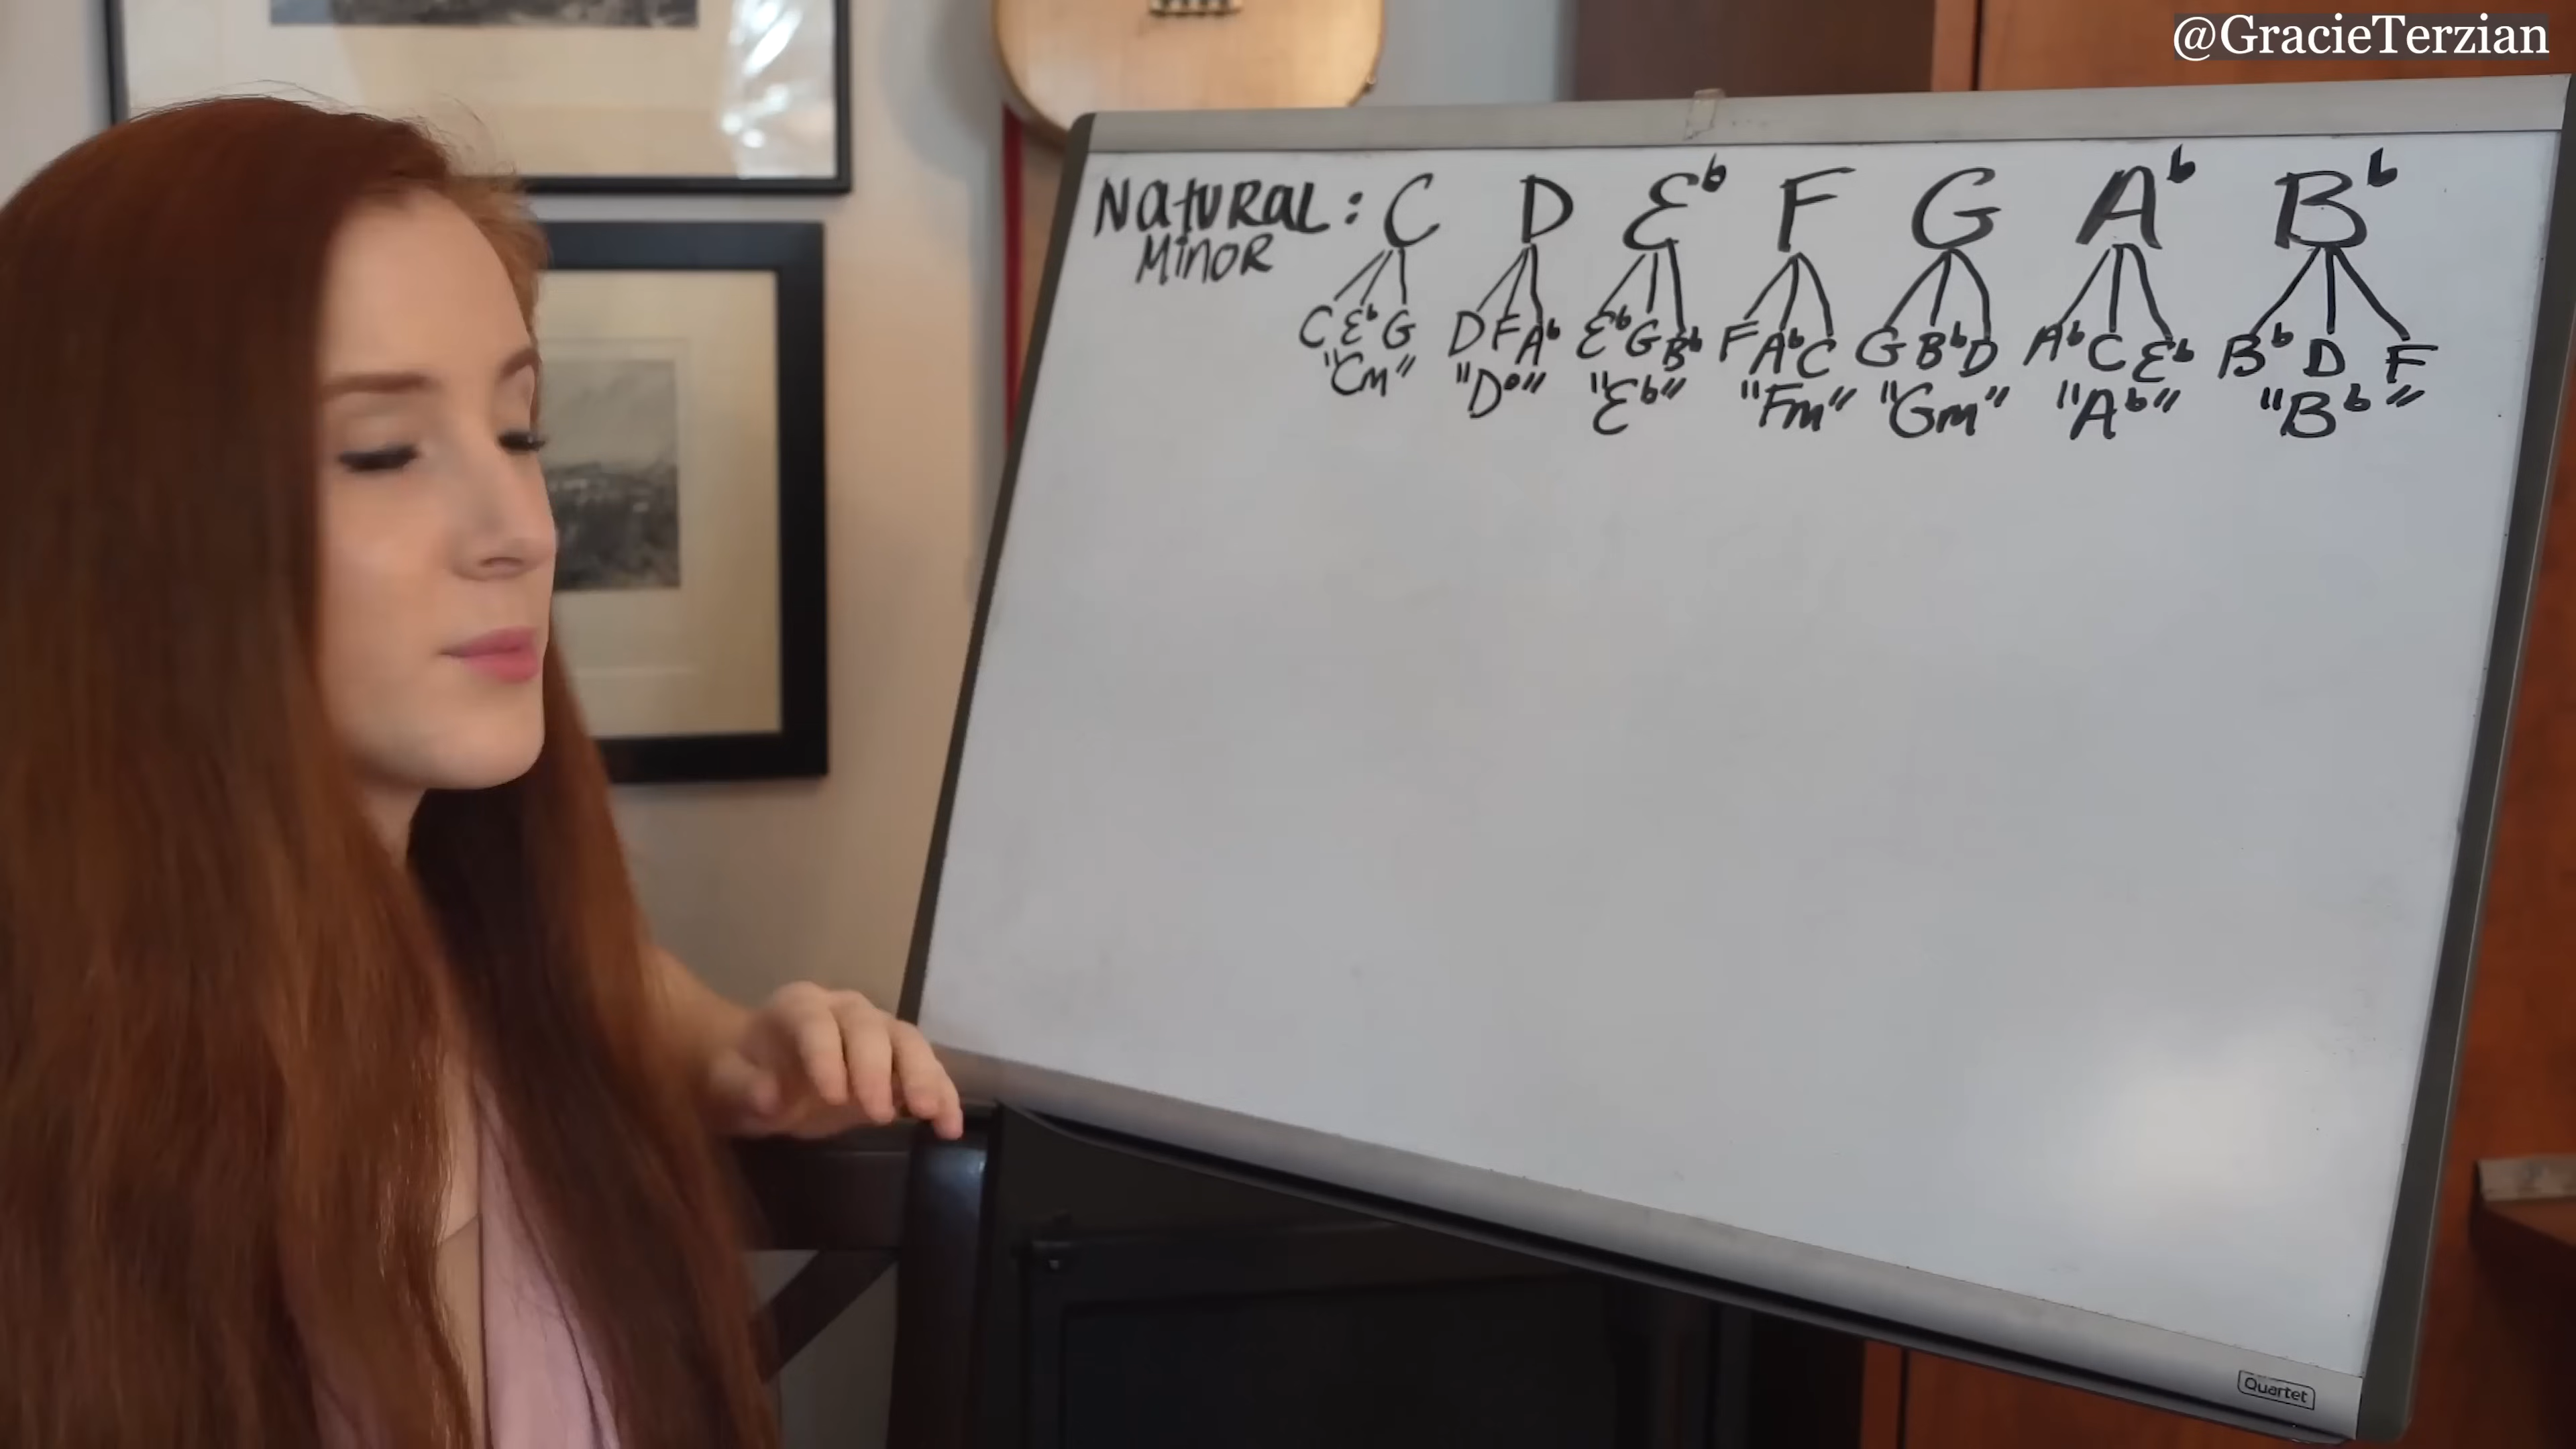 @GracieTerzian
Natural Minor: C D E♭ F G A♭ B♭
C E♭ G D F A♭ E♭ G B♭ F A♭ C G B♭ D A♭ C E♭ B♭ D F
"Cm" "D°" "E♭" "Fm" "Gm" "A♭" "B♭"
Quartet